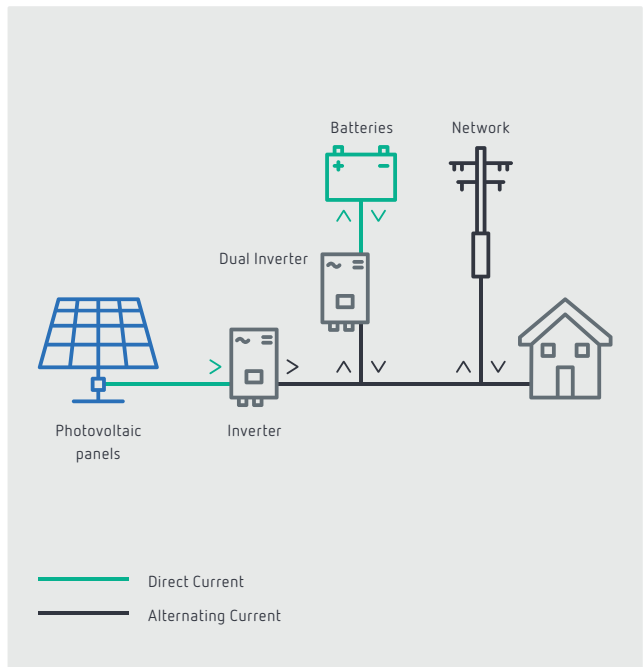 Batteries
Network
Dual Inverter
Photovoltaic
panels
Inverter
Direct Current
Alternating Current